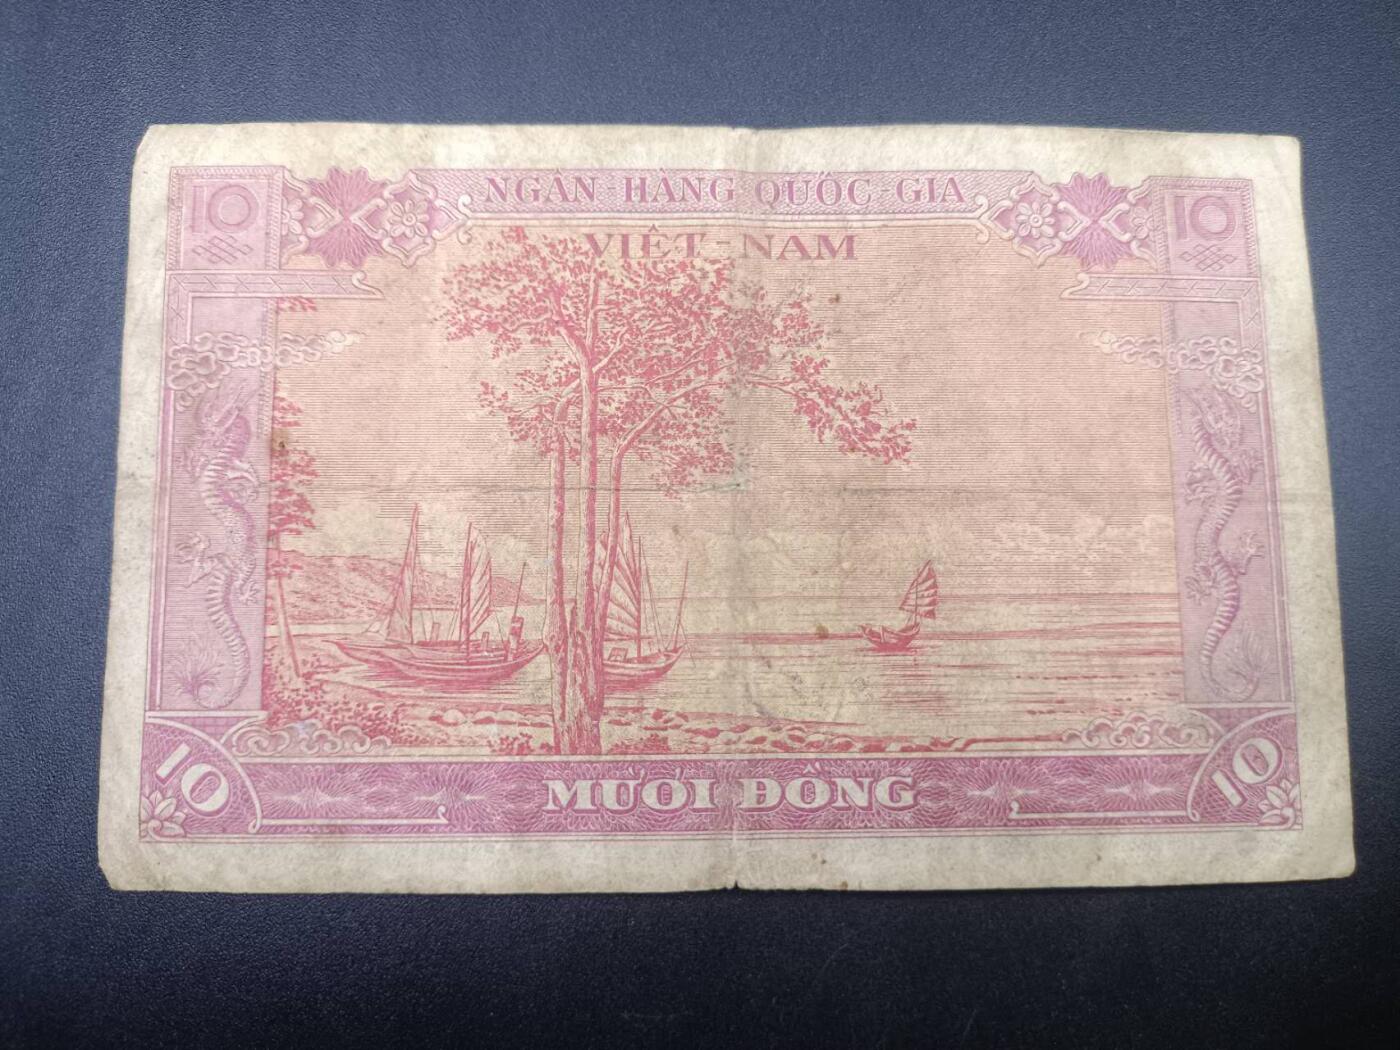 10 NGÂN-HÀNG QUỐC-GIA 10
VIỆT-NAM
10 MƯỜI ĐỒNG 10